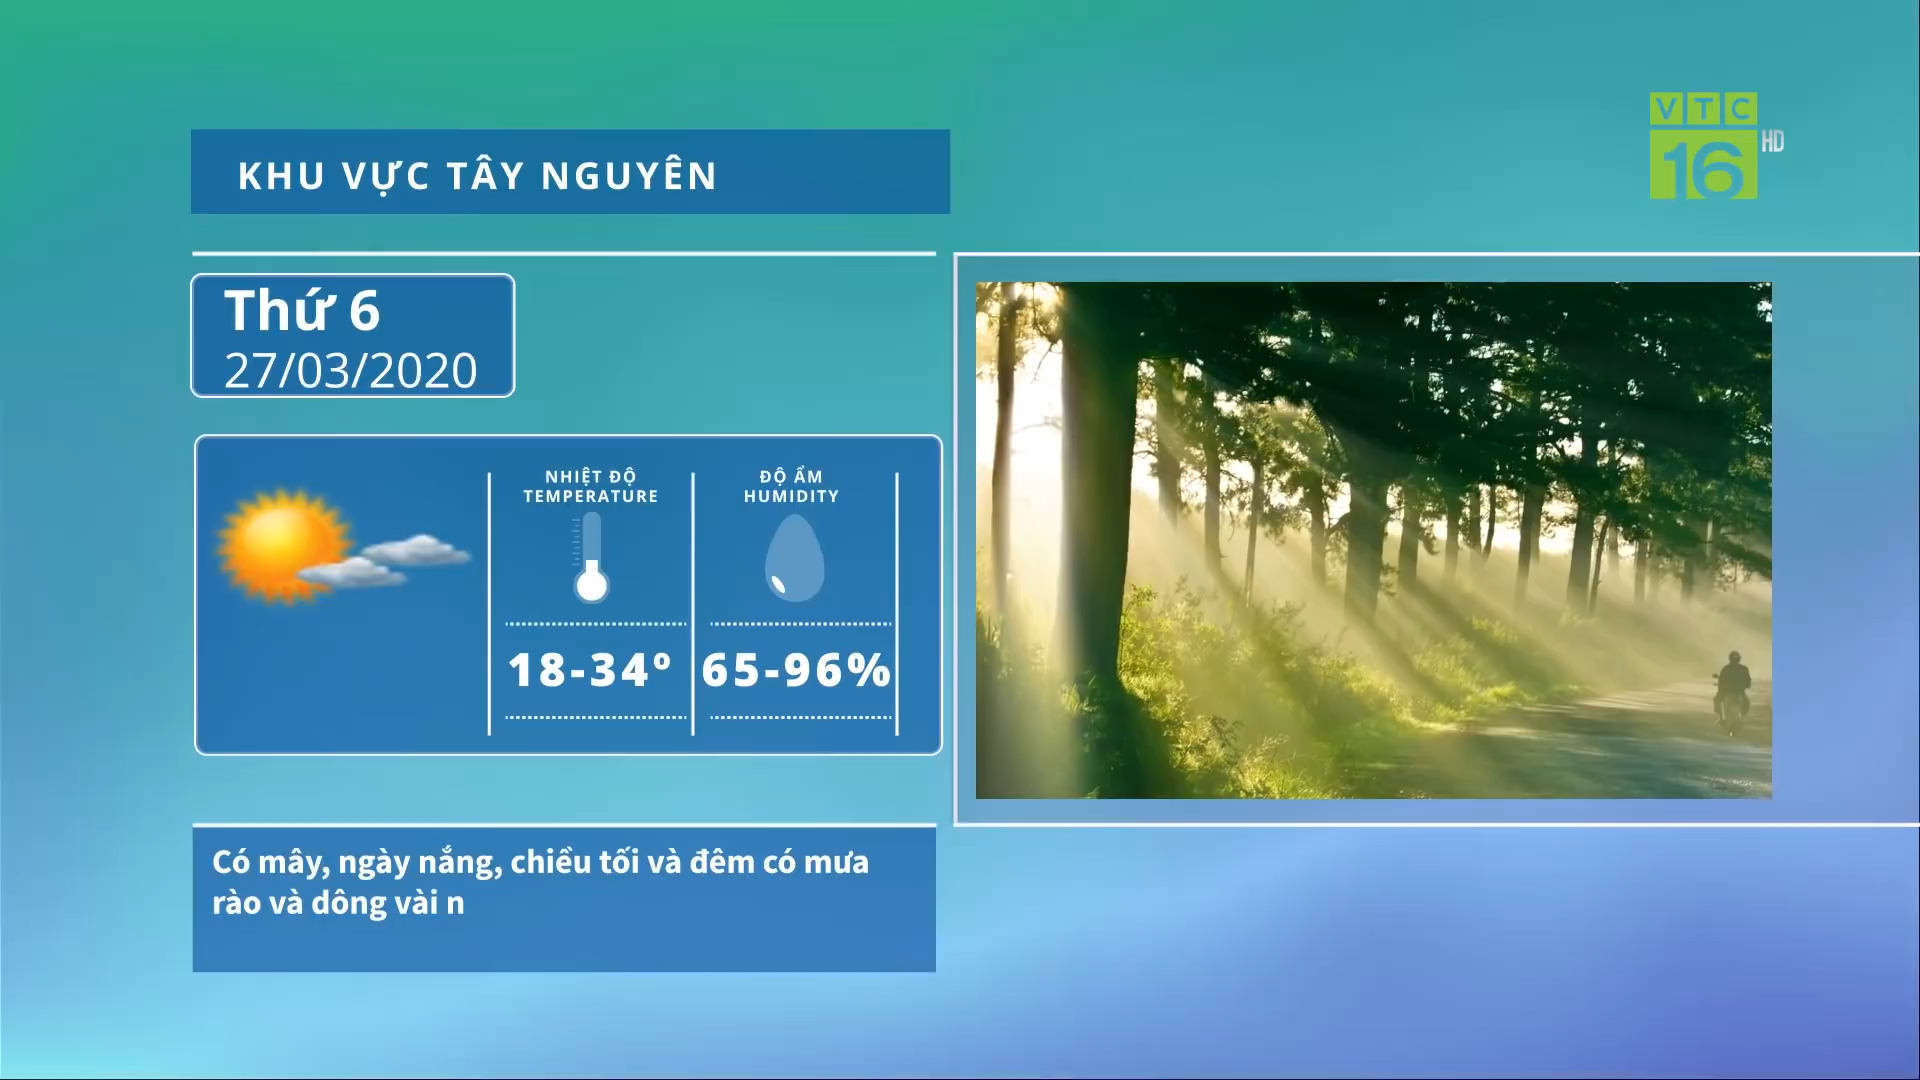 KHU VỰC TÂY NGUYÊN
VTC
16 HD
Thứ 6
27/03/2020
NHIỆT ĐỘ
TEMPERATURE
ĐỘ ẨM
HUMIDITY
18-34º
65-96%
Có mây, ngày nắng, chiều tối và đêm có mưa
rào và dông vài n